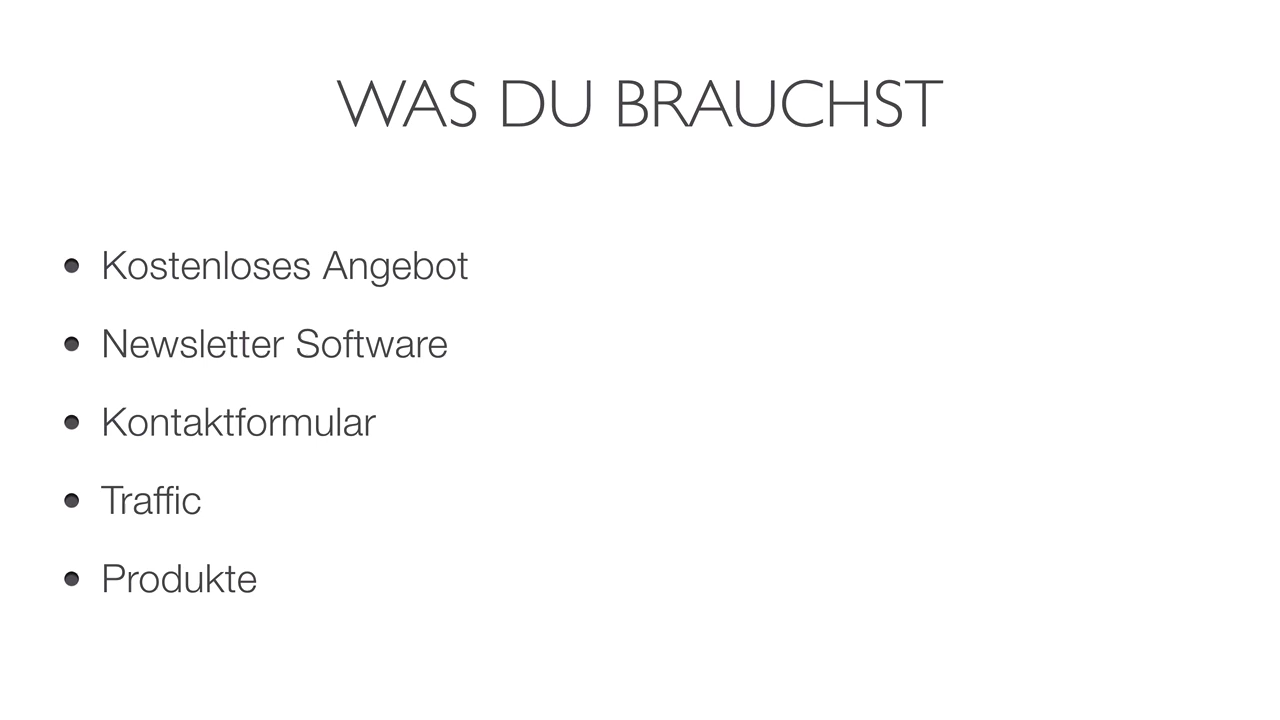 WAS DU BRAUCHST
• Kostenloses Angebot
• Newsletter Software
• Kontaktformular
• Traffic
• Produkte